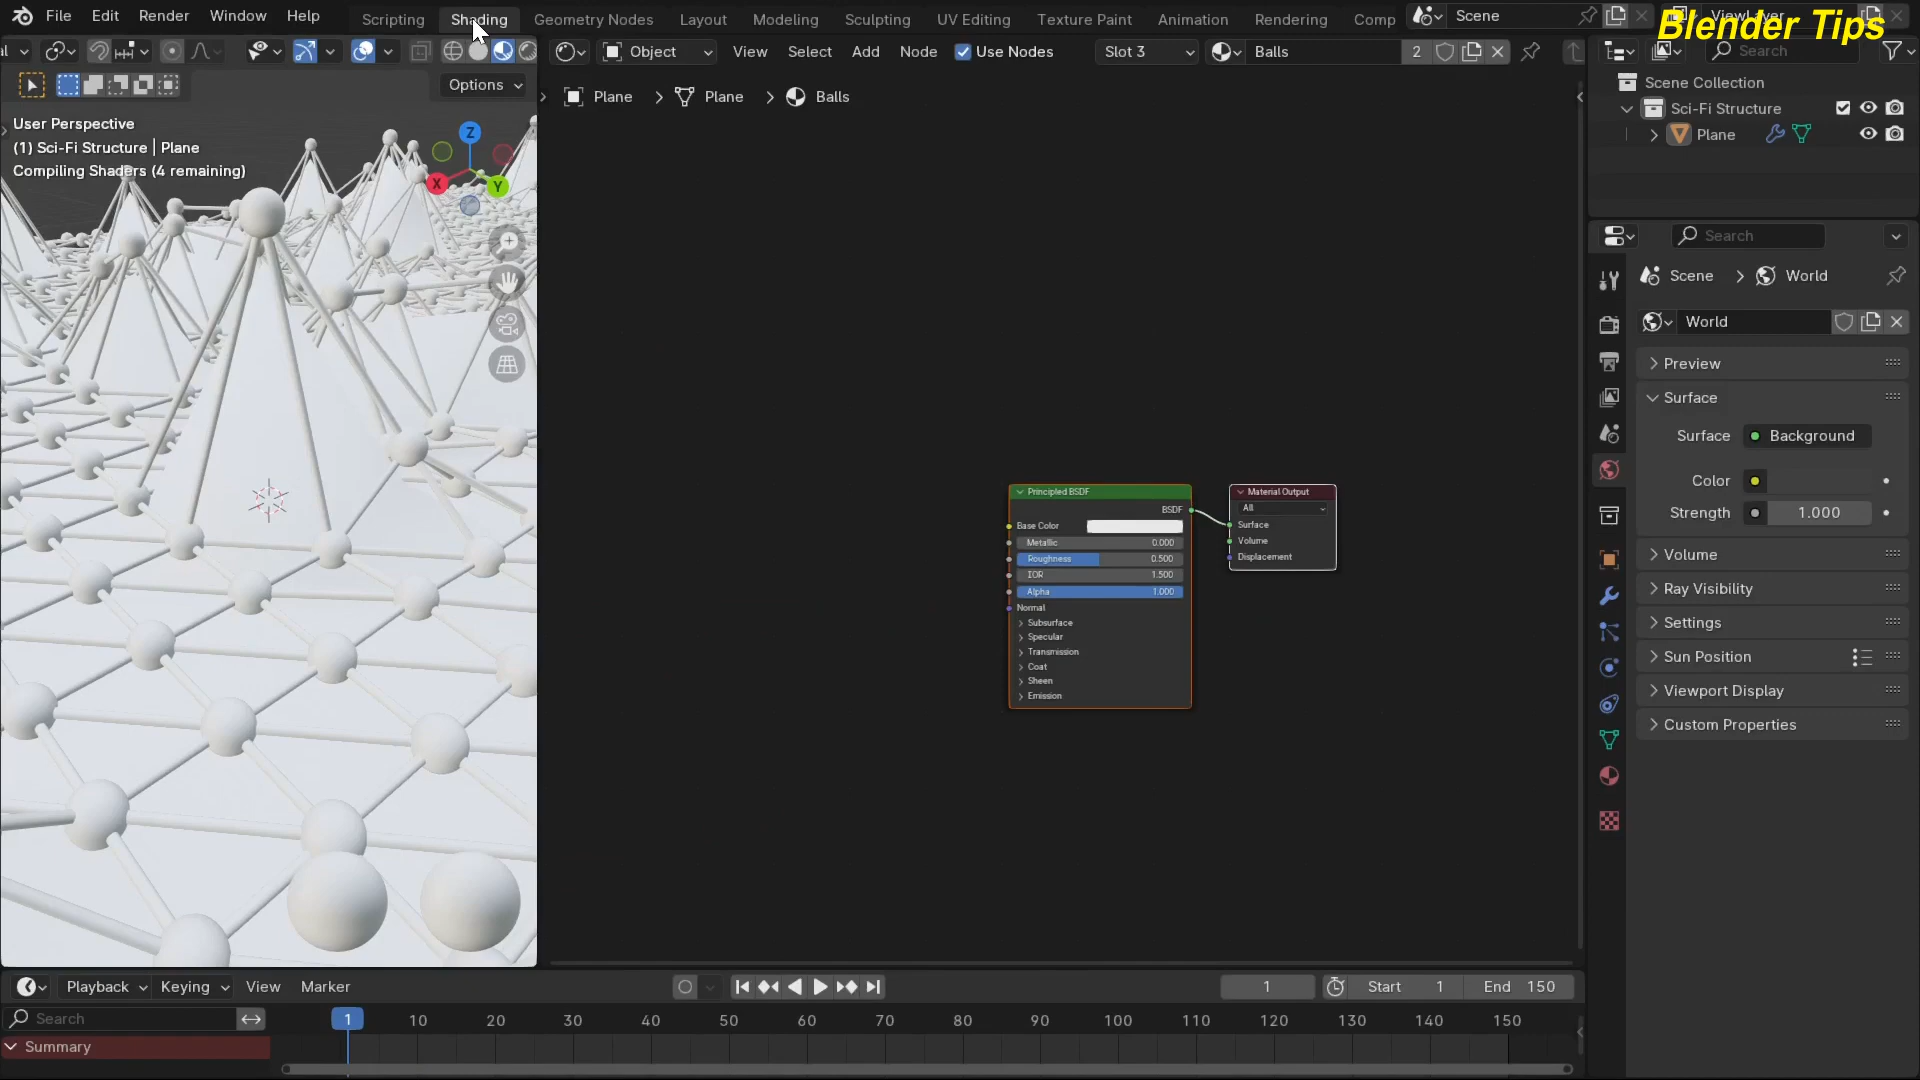 File Edit Render Window Help Scripting Shading Geometry Nodes Layout Modeling Sculpting UV Editing Texture Paint Animation Rendering Comp Scene ViewLayer
Blender Tips
Object View Select Add Node Use Nodes Slot 3 Balls 2 Search
Options
Plane > Plane > Balls
Scene Collection
Sci-Fi Structure
Plane
User Perspective
(1) Sci-Fi Structure | Plane
Compiling Shaders (4 remaining)
Z
X
Y
Search
Scene > World
World
Preview
Surface
Surface Background
Color
Strength 1.000
Volume
Ray Visibility
Settings
Sun Position
Viewport Display
Custom Properties
Principled BSDF
BSDF
Base Color
Metallic 0.000
Roughness 0.500
IOR 1.500
Alpha 1.000
Normal
Subsurface
Specular
Transmission
Coat
Sheen
Emission
Material Output
All
Surface
Volume
Displacement
Playback Keying View Marker 1 Start 1 End 150
Search 1 10 20 30 40 50 60 70 80 90 100 110 120 130 140 150
Summary